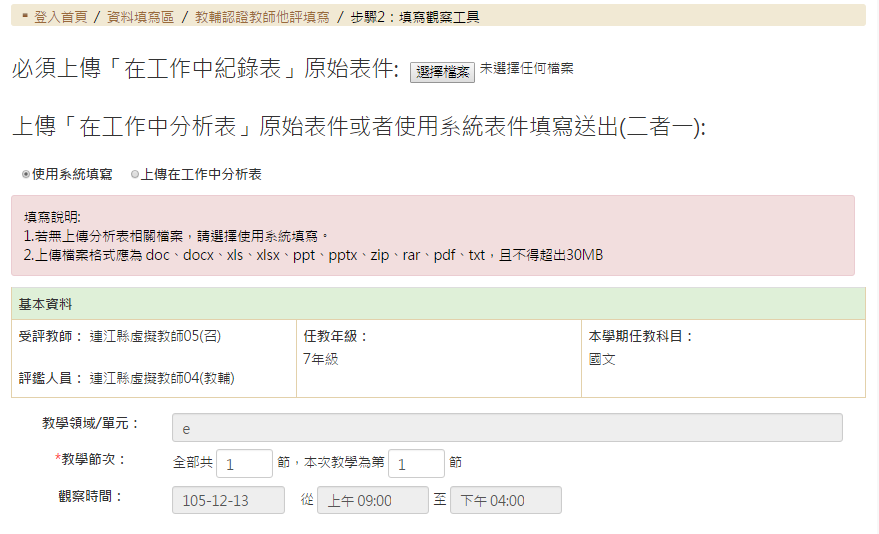 登入首頁 / 資料填寫區 / 教輔認證教師他評填寫 / 步驟2：填寫觀察工具
必須上傳「在工作中紀錄表」原始表件: 選擇檔案 未選擇任何檔案
上傳「在工作中分析表」原始表件或者使用系統表件填寫送出(二者一):
使用系統填寫 上傳在工作中分析表
填寫說明:
1.若無上傳分析表相關檔案，請選擇使用系統填寫。
2.上傳檔案格式應為 doc、docx、xls、xlsx、ppt、pptx、zip、rar、pdf、txt，且不得超出30MB
基本資料
受評教師： 連江縣虛擬教師05(召)
評鑑人員： 連江縣虛擬教師04(教輔)
任教年級：
7年級
本學期任教科目：
國文
教學領域/單元： e
*教學節次： 全部共 1 節，本次教學為第 1 節
觀察時間： 105-12-13 從 上午 09:00 至 下午 04:00